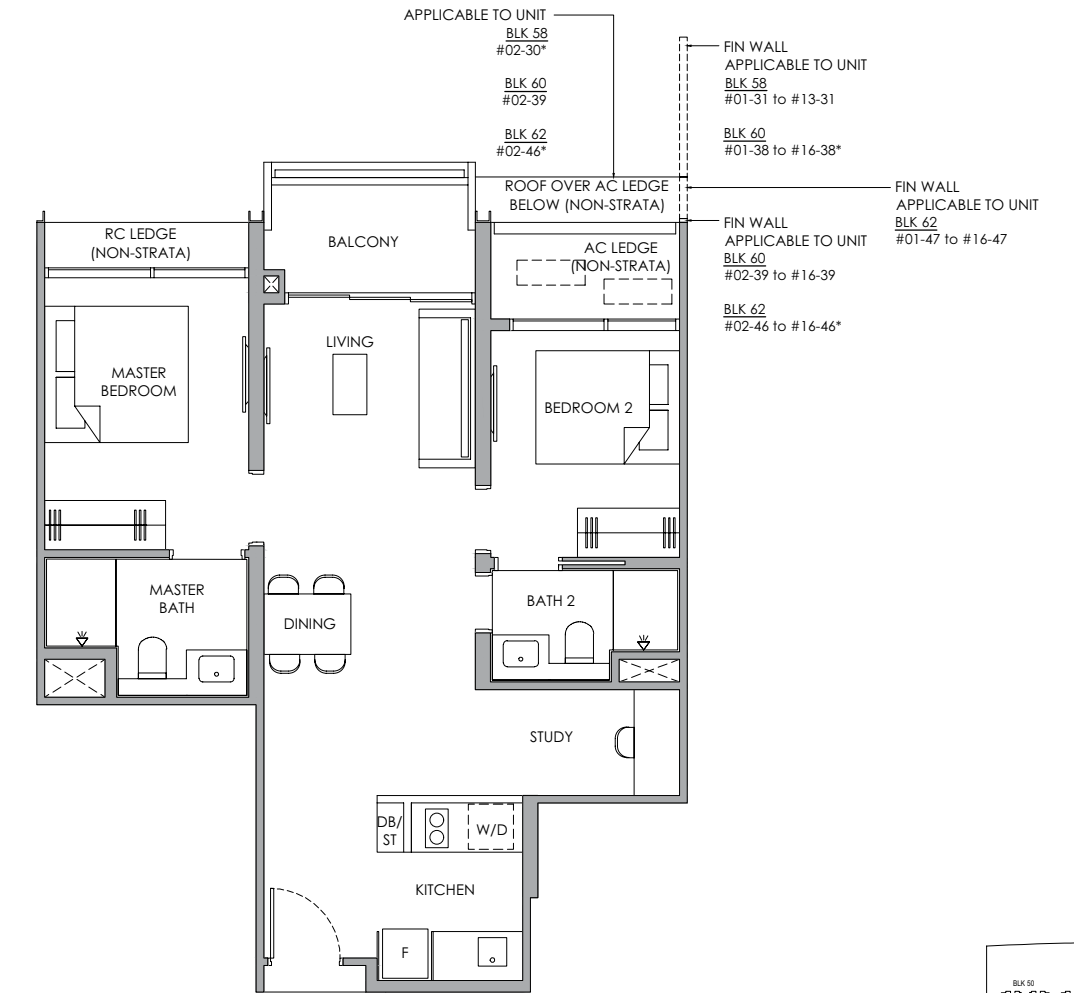 APPLICABLE TO UNIT
BLK 58
#02-30*
BLK 60
#02-39
BLK 62
#02-46*
FIN WALL
APPLICABLE TO UNIT
BLK 58
#01-31 to #13-31
BLK 60
#01-38 to #16-38*
FIN WALL
APPLICABLE TO UNIT
BLK 62
#01-47 to #16-47
FIN WALL
APPLICABLE TO UNIT
BLK 60
#02-39 to #16-39
BLK 62
#02-46 to #16-46*
ROOF OVER AC LEDGE
BELOW (NON-STRATA)
RC LEDGE
(NON-STRATA)
BALCONY
AC LEDGE
(NON-STRATA)
LIVING
MASTER
BEDROOM
BEDROOM 2
MASTER
BATH
DINING
BATH 2
STUDY
DB/
ST
W/D
KITCHEN
F
BLK 50